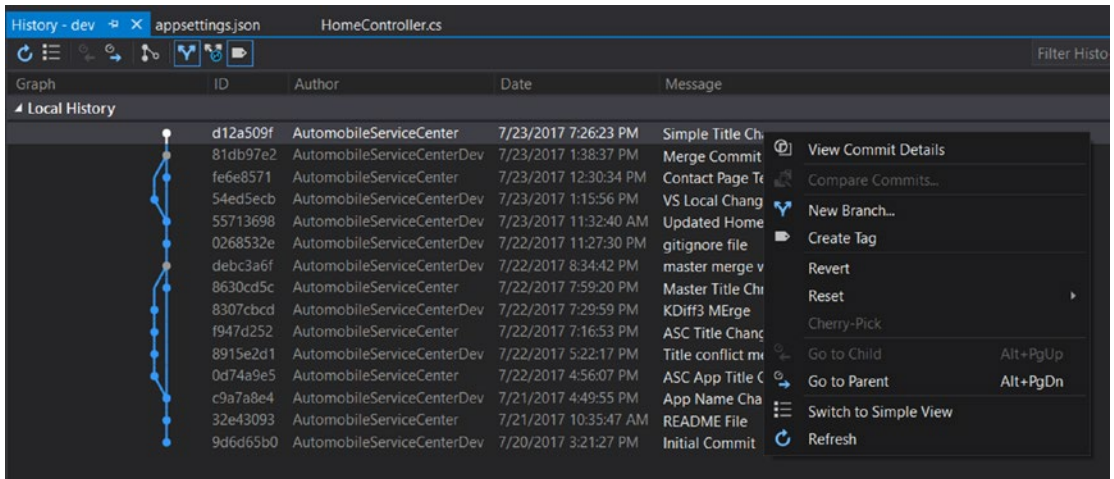 History - dev appsettings.json HomeController.cs
Filter Histo
Graph ID Author Date Message
Local History
d12a509f AutomobileServiceCenter 7/23/2017 7:26:23 PM Simple Title Ch
81db97e2 AutomobileServiceCenterDev 7/23/2017 1:38:37 PM Merge Commit
fe6e8571 AutomobileServiceCenter 7/23/2017 12:30:34 PM Contact Page Te
54ed5ecb AutomobileServiceCenterDev 7/23/2017 1:15:56 PM VS Local Chang
55713698 AutomobileServiceCenterDev 7/23/2017 11:32:40 AM Updated Home
0268532e AutomobileServiceCenterDev 7/22/2017 11:27:30 PM gitignore file
debc3a6f AutomobileServiceCenterDev 7/22/2017 8:34:42 PM master merge v
8630cd5c AutomobileServiceCenter 7/22/2017 7:59:20 PM Master Title Chr
8307cbcd AutomobileServiceCenterDev 7/22/2017 7:29:59 PM KDiff3 MErge
f947d252 AutomobileServiceCenter 7/22/2017 7:16:53 PM ASC Title Chang
8915e2d1 AutomobileServiceCenterDev 7/22/2017 5:22:17 PM Title conflict me
0d74a9e5 AutomobileServiceCenter 7/22/2017 4:56:07 PM ASC App Title C
c9a7a8e4 AutomobileServiceCenterDev 7/21/2017 4:49:55 PM App Name Cha
32e43093 AutomobileServiceCenterDev 7/21/2017 10:35:47 AM README File
9d6d65b0 AutomobileServiceCenterDev 7/20/2017 3:21:27 PM Initial Commit
View Commit Details
Compare Commits...
New Branch...
Create Tag
Revert
Reset
Cherry-Pick
Go to Child Alt+PgUp
Go to Parent Alt+PgDn
Switch to Simple View
Refresh